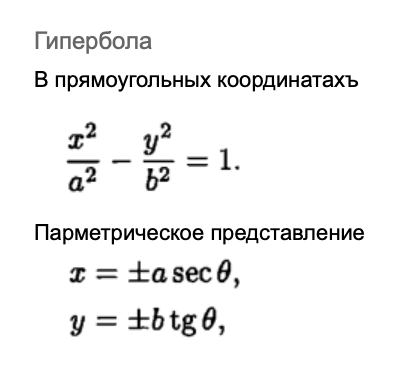 Гипербола
В прямоугольных координатахъ
x²/a² − y²/b² = 1.
Парметрическое представление
x = ±a sec θ,
y = ±b tg θ,